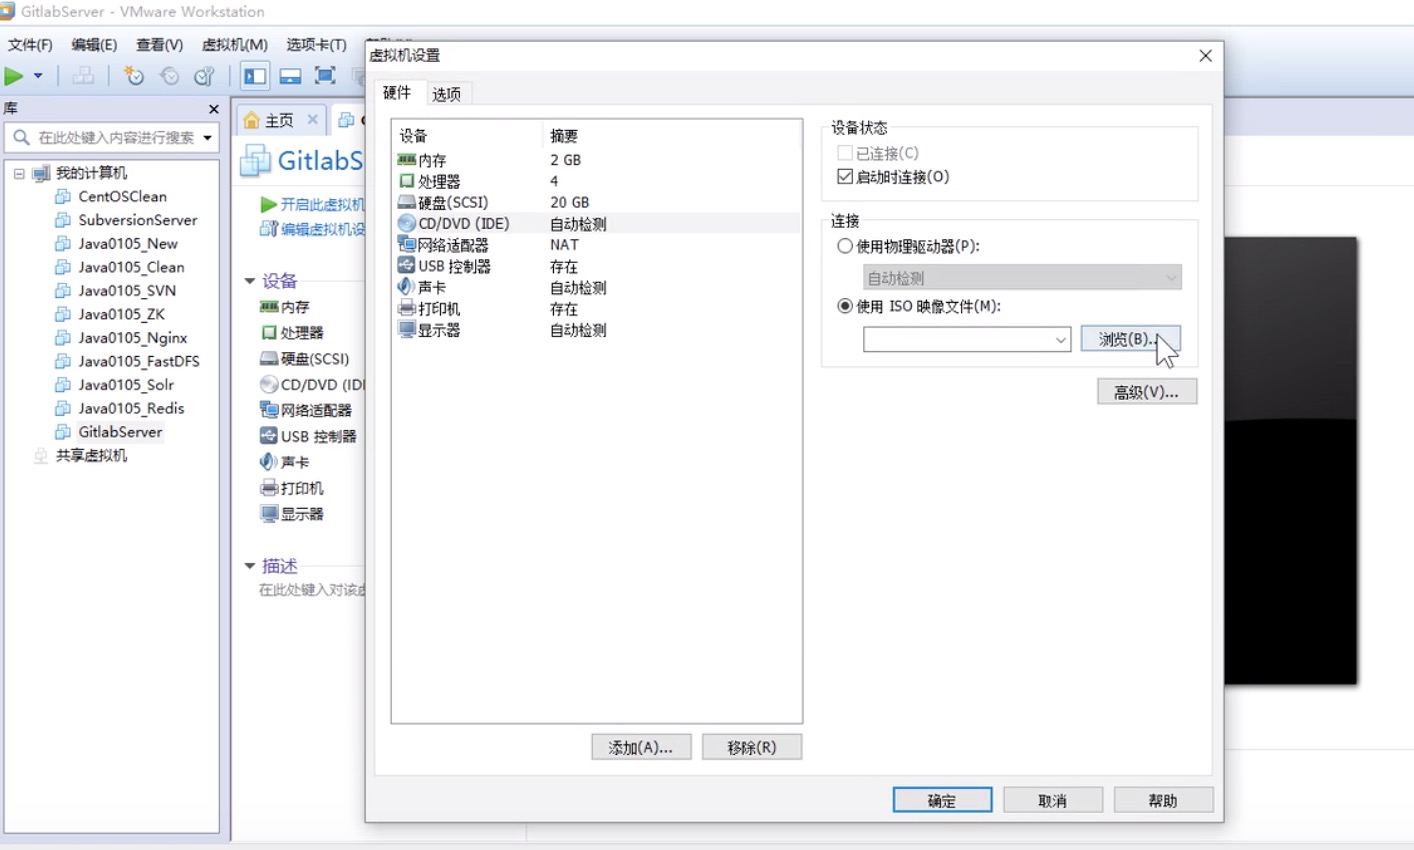 GitlabServer - VMware Workstation
文件(F) 编辑(E) 查看(V) 虚拟机(M) 选项卡(T)
库
在此处键入内容进行搜索
我的计算机
CentOSClean
SubversionServer
Java0105_New
Java0105_Clean
Java0105_SVN
Java0105_ZK
Java0105_Nginx
Java0105_FastDFS
Java0105_Solr
Java0105_Redis
GitlabServer
共享虚拟机
主页
GitlabS
开启此虚拟机
编辑虚拟机设
设备
内存
处理器
硬盘(SCSI)
CD/DVD (IDI
网络适配器
USB 控制器
声卡
打印机
显示器
描述
在此处键入对该虚
虚拟机设置
硬件 选项
设备 摘要
内存 2 GB
处理器 4
硬盘(SCSI) 20 GB
CD/DVD (IDE) 自动检测
网络适配器 NAT
USB 控制器 存在
声卡 自动检测
打印机 存在
显示器 自动检测
添加(A)... 移除(R)
设备状态
已连接(C)
启动时连接(O)
连接
使用物理驱动器(P):
自动检测
使用 ISO 映像文件(M):
浏览(B)...
高级(V)...
确定 取消 帮助